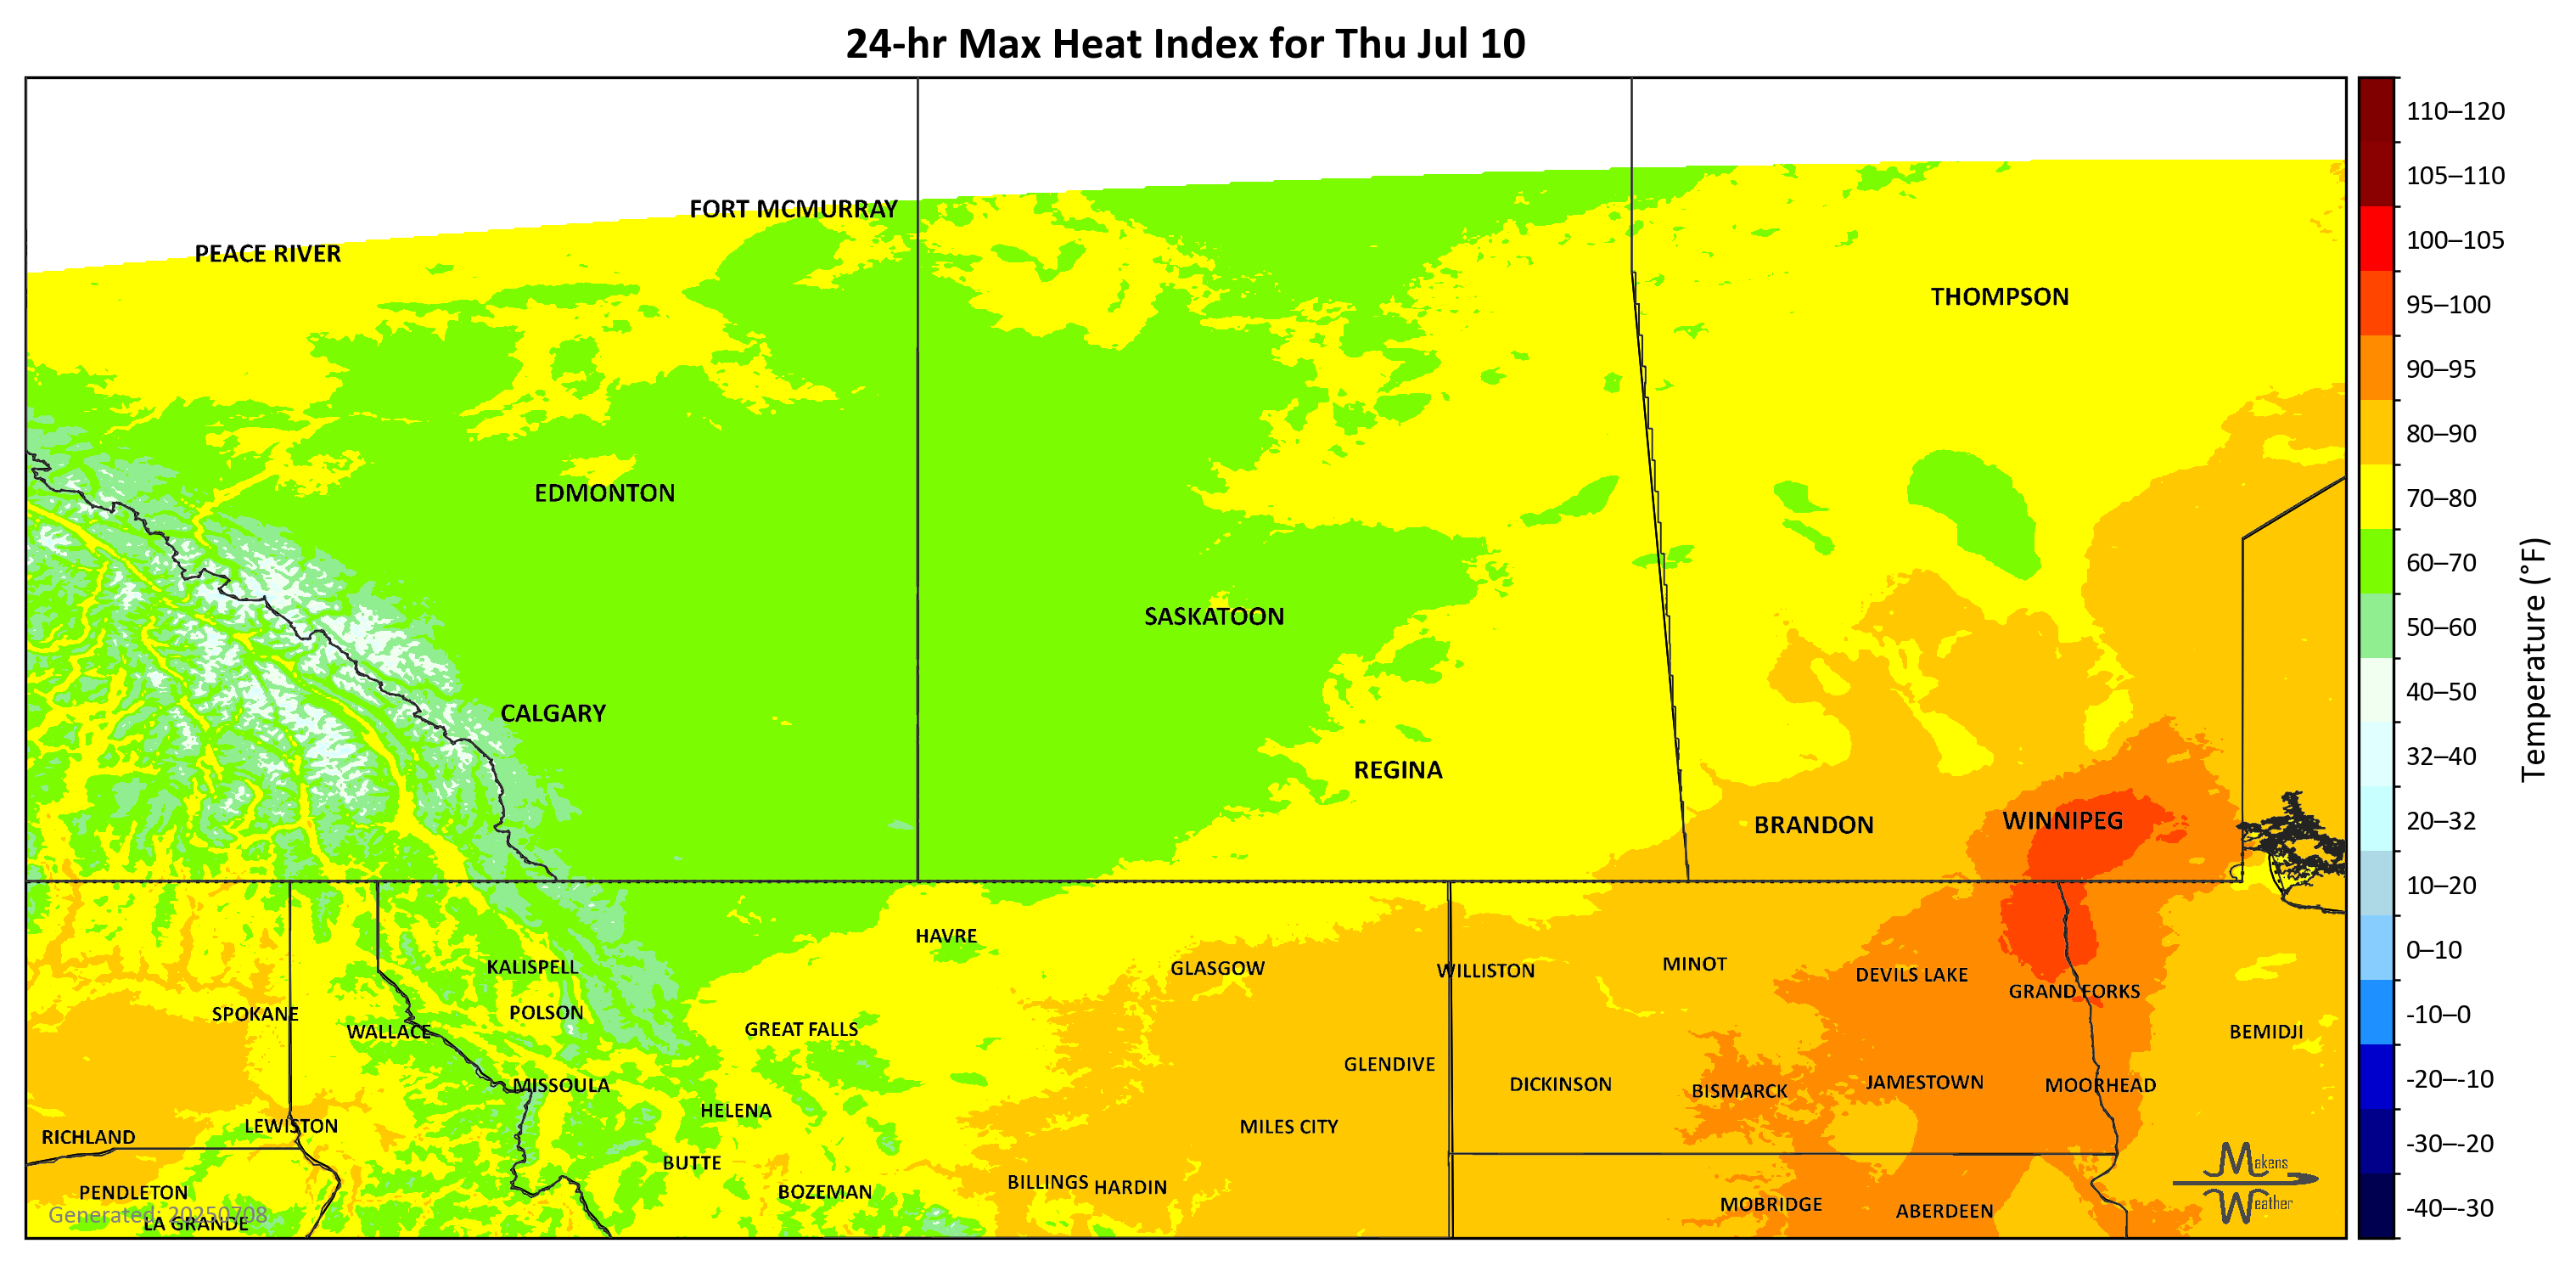 24-hr Max Heat Index for Thu Jul 10
110–120
105–110
100–105
95–100
90–95
80–90
70–80
60–70
50–60
40–50
32–40
20–32
10–20
0–10
-10–0
-20–-10
-30–-20
-40–-30
Temperature (°F)
FORT MCMURRAY
PEACE RIVER
THOMPSON
EDMONTON
SASKATOON
CALGARY
REGINA
BRANDON
WINNIPEG
HAVRE
KALISPELL
GLASGOW
WILLISTON
MINOT
DEVILS LAKE
GRAND FORKS
SPOKANE
POLSON
WALLACE
GREAT FALLS
BEMIDJI
GLENDIVE
MISSOULA
DICKINSON
BISMARCK
JAMESTOWN
MOORHEAD
HELENA
LEWISTON
MILES CITY
RICHLAND
BUTTE
PENDLETON
BOZEMAN
BILLINGS
HARDIN
MOBRIDGE
ABERDEEN
LA GRANDE
Generated: 20250708
Makens
Weather